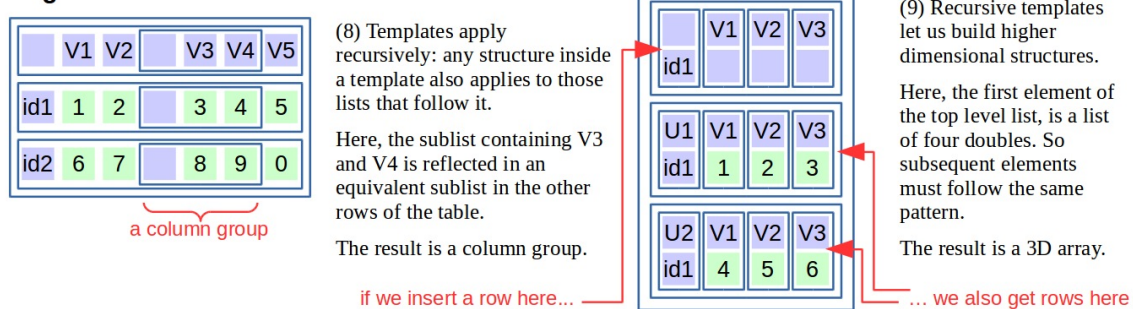 V1 V2 V3 V4 V5
id1 1 2 3 4 5
id2 6 7 8 9 0
a column group
(8) Templates apply
recursively: any structure inside
a template also applies to those
lists that follow it.
Here, the sublist containing V3
and V4 is reflected in an
equivalent sublist in the other
rows of the table.
The result is a column group.
if we insert a row here...
V1 V2 V3
id1
U1 V1 V2 V3
id1 1 2 3
U2 V1 V2 V3
id1 4 5 6
(9) Recursive templates
let us build higher
dimensional structures.
Here, the first element of
the top level list, is a list
of four doubles. So
subsequent elements
must follow the same
pattern.
The result is a 3D array.
... we also get rows here